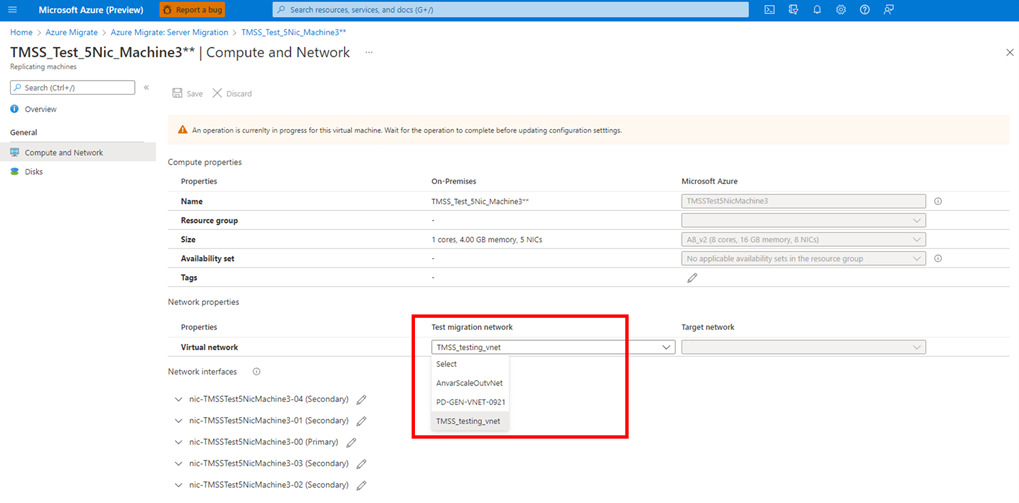 Microsoft Azure (Preview)
Report a bug
Search resources, services, and docs (G+/)
Home > Azure Migrate > Azure Migrate: Server Migration > TMSS_Test_5Nic_Machine3**
TMSS_Test_5Nic_Machine3** | Compute and Network ...
Replicating machines
Search (Ctrl+/)
«
Overview
General
Compute and Network
Disks
Save
Discard
An operation is currenlty in progress for this virtual machine. Wait for the operation to complete before updating configuration setttings.
Compute properties
Properties On-Premises Microsoft Azure
Name TMSS_Test_5Nic_Machine3** TMSSTest5NicMachine3
Resource group -
Size 1 cores, 4.00 GB memory, 5 NICs A8_v2 (8 cores, 16 GB memory, 8 NICs)
Availability set - No applicable availability sets in the resource group
Tags -
Network properties
Properties Test migration network Target network
Virtual network TMSS_testing_vnet
Select
AnvarScaleOutvNet
PD-GEN-VNET-0921
TMSS_testing_vnet
Network interfaces
nic-TMSSTest5NicMachine3-04 (Secondary)
nic-TMSSTest5NicMachine3-01 (Secondary)
nic-TMSSTest5NicMachine3-00 (Primary)
nic-TMSSTest5NicMachine3-03 (Secondary)
nic-TMSSTest5NicMachine3-02 (Secondary)